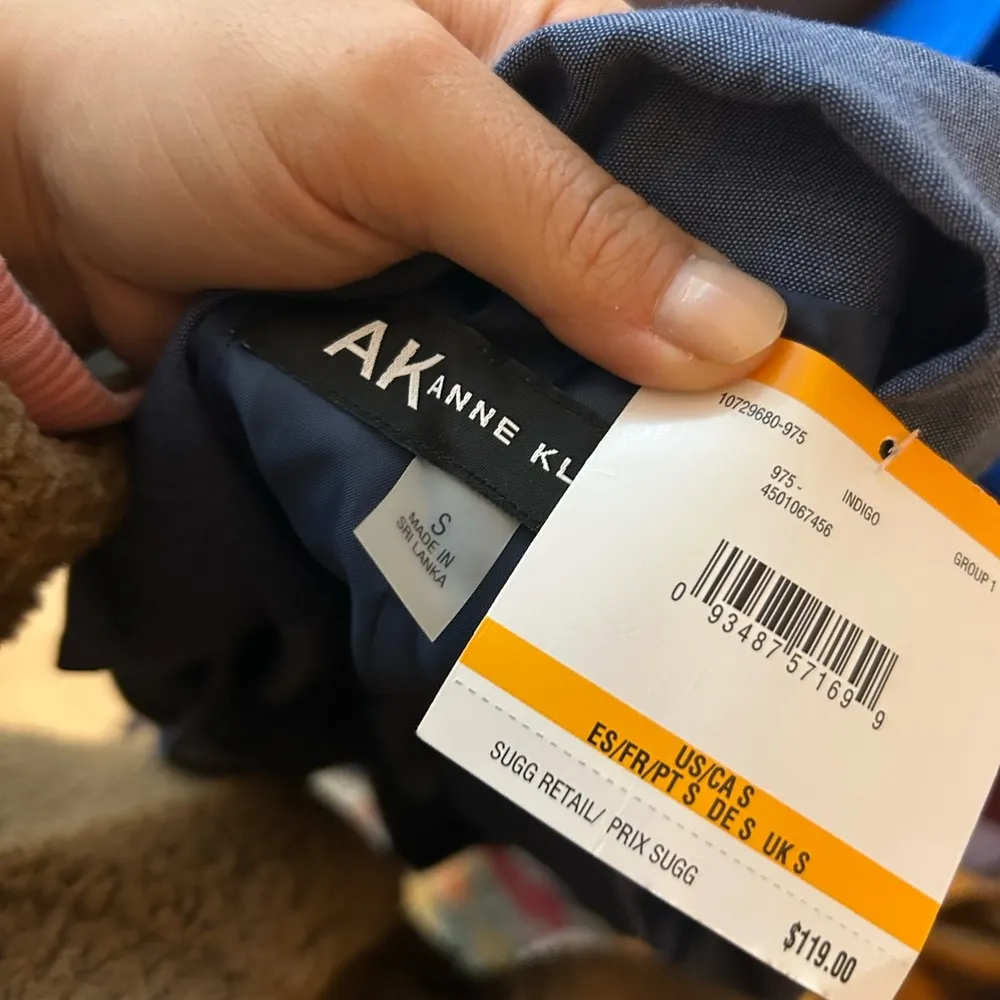 AK ANNE KL
S
MADE IN
SRI LANKA
10729680-975
975 - INDIGO
4501067456
GROUP 1
0 93487 57169 9
US/CA S
ES/FR/PT S DE S UK S
SUGG RETAIL/ PRIX SUGG
$119.00